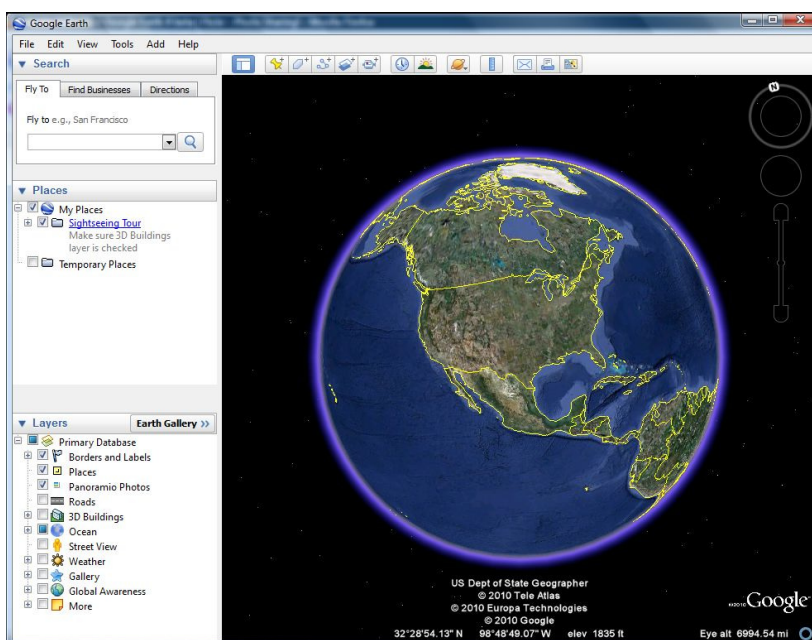 Google Earth
File Edit View Tools Add Help
Search
Fly To Find Businesses Directions
Fly to e.g., San Francisco
Places
My Places
Sightseeing Tour
Make sure 3D Buildings
layer is checked
Temporary Places
Layers Earth Gallery >>
Primary Database
Borders and Labels
Places
Panoramio Photos
Roads
3D Buildings
Ocean
Street View
Weather
Gallery
Global Awareness
More
N
US Dept of State Geographer
© 2010 Tele Atlas
© 2010 Europa Technologies
© 2010 Google
©2010 Google
32°28'54.13" N 98°48'49.07" W elev 1835 ft Eye alt 6994.54 mi